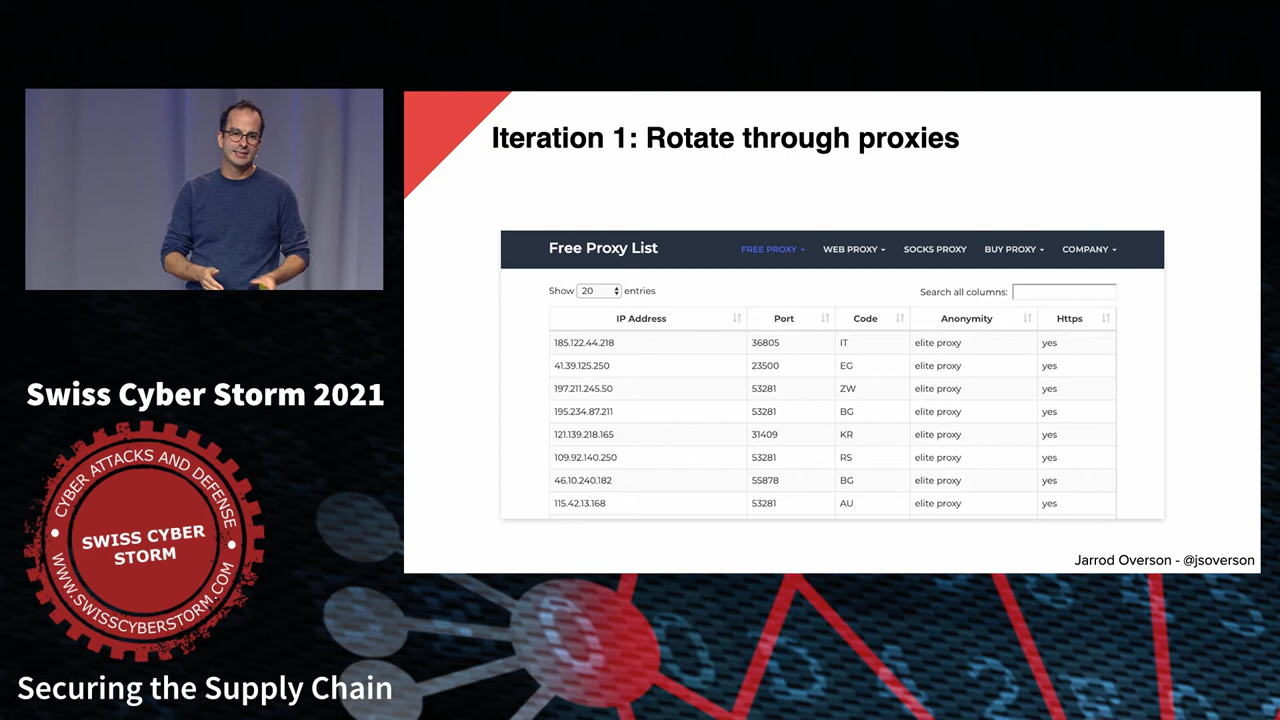 Iteration 1: Rotate through proxies
Free Proxy List
FREE PROXY WEB PROXY SOCKS PROXY BUY PROXY COMPANY
Show 20 entries Search all columns:
IP Address Port Code Anonymity Https
185.122.44.218 36805 IT elite proxy yes
41.39.125.250 23500 EG elite proxy yes
197.211.245.50 53281 ZW elite proxy yes
195.234.87.211 53281 BG elite proxy yes
121.139.218.165 31409 KR elite proxy yes
109.92.140.250 53281 RS elite proxy yes
46.10.240.182 55878 BG elite proxy yes
115.42.13.168 53281 AU elite proxy yes
Jarrod Overson - @jsoverson
Swiss Cyber Storm 2021
CYBER ATTACKS AND DEFENSE
SWISS CYBER
STORM
WWW.SWISSCYBERSTORM.COM
Securing the Supply Chain